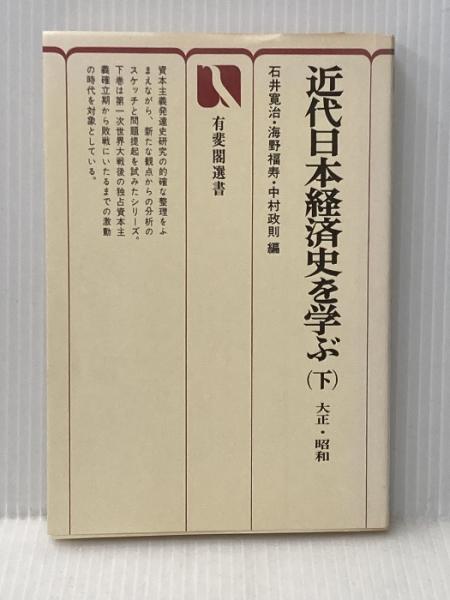 近代日本経済史を学ぶ(下) 大正・昭和
石井寛治・海野福寿・中村政則 編
有斐閣選書
資本主義発達史研究の的確な整理をふ
まえながら、新たな観点からの分析の
スケッチと問題提起を試みたシリーズ。
下巻は第一次世界大戦後の独占資本主
義確立期から敗戦にいたるまでの激動
の時代を対象としている。